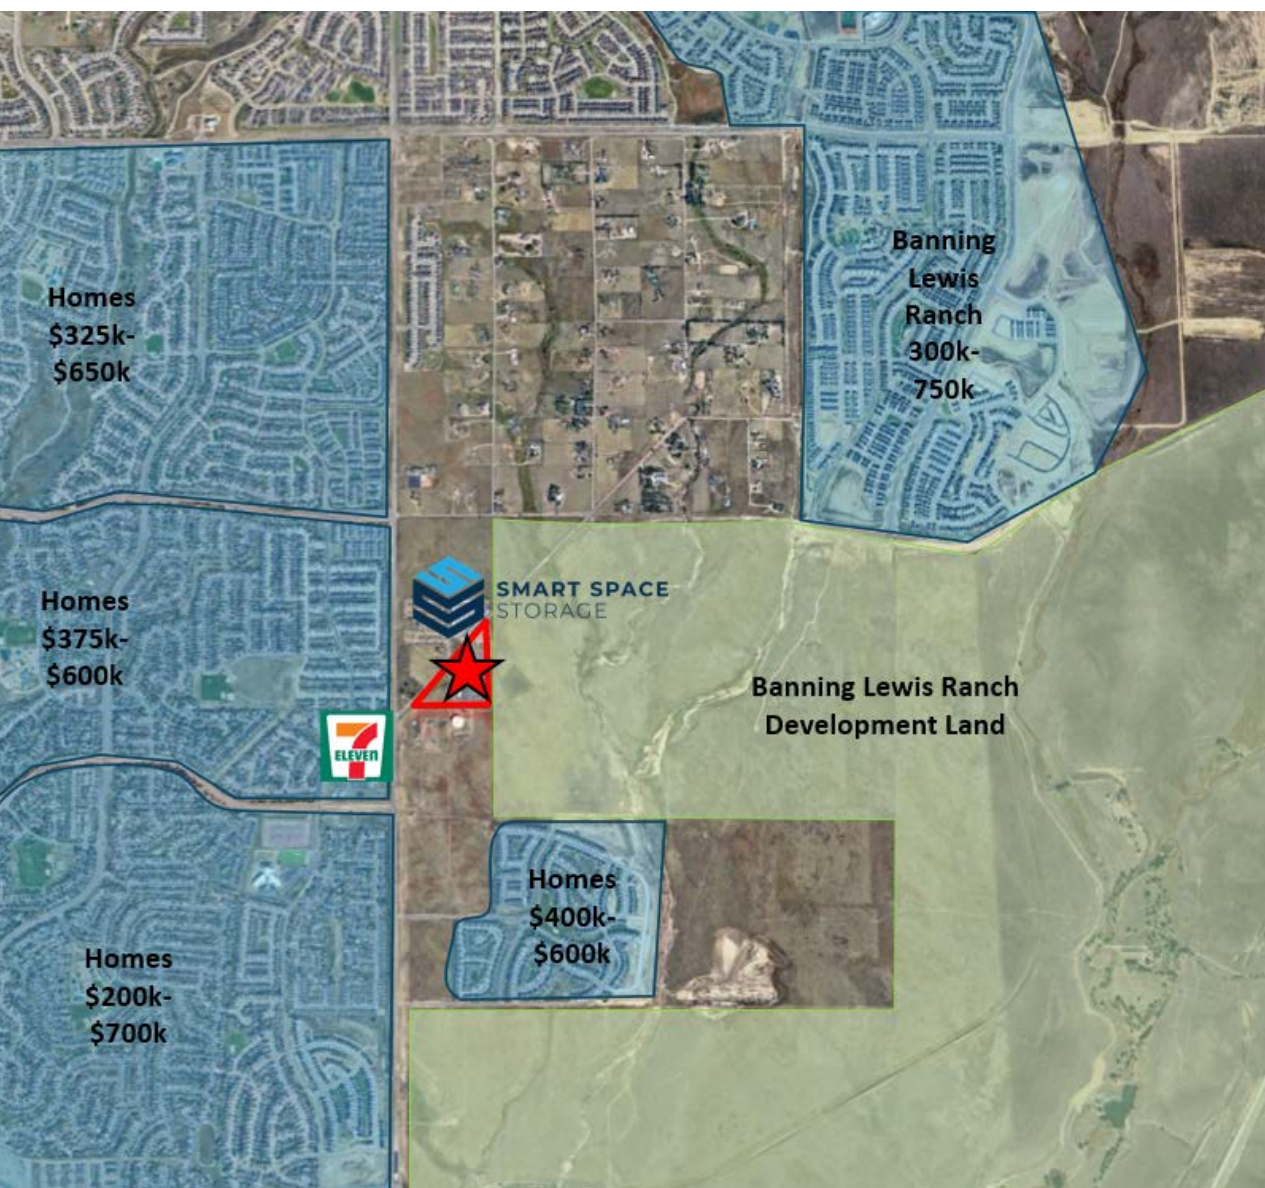 Banning
Lewis
Ranch
300k-
750k
Homes
$325k-
$650k
SMART SPACE
STORAGE
Homes
$375k-
$600k
Banning Lewis Ranch
Development Land
7
ELEVEN
Homes
$400k-
$600k
Homes
$200k-
$700k